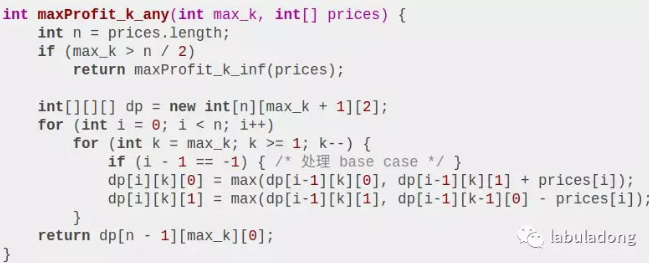 int maxProfit_k_any(int max_k, int[] prices) {
    int n = prices.length;
    if (max_k > n / 2)
        return maxProfit_k_inf(prices);

    int[][][] dp = new int[n][max_k + 1][2];
    for (int i = 0; i < n; i++)
        for (int k = max_k; k >= 1; k--) {
            if (i - 1 == -1) { /* 处理 base case */ }
            dp[i][k][0] = max(dp[i-1][k][0], dp[i-1][k][1] + prices[i]);
            dp[i][k][1] = max(dp[i-1][k][1], dp[i-1][k-1][0] - prices[i]);
        }
    return dp[n - 1][max_k][0];
}
labuladong